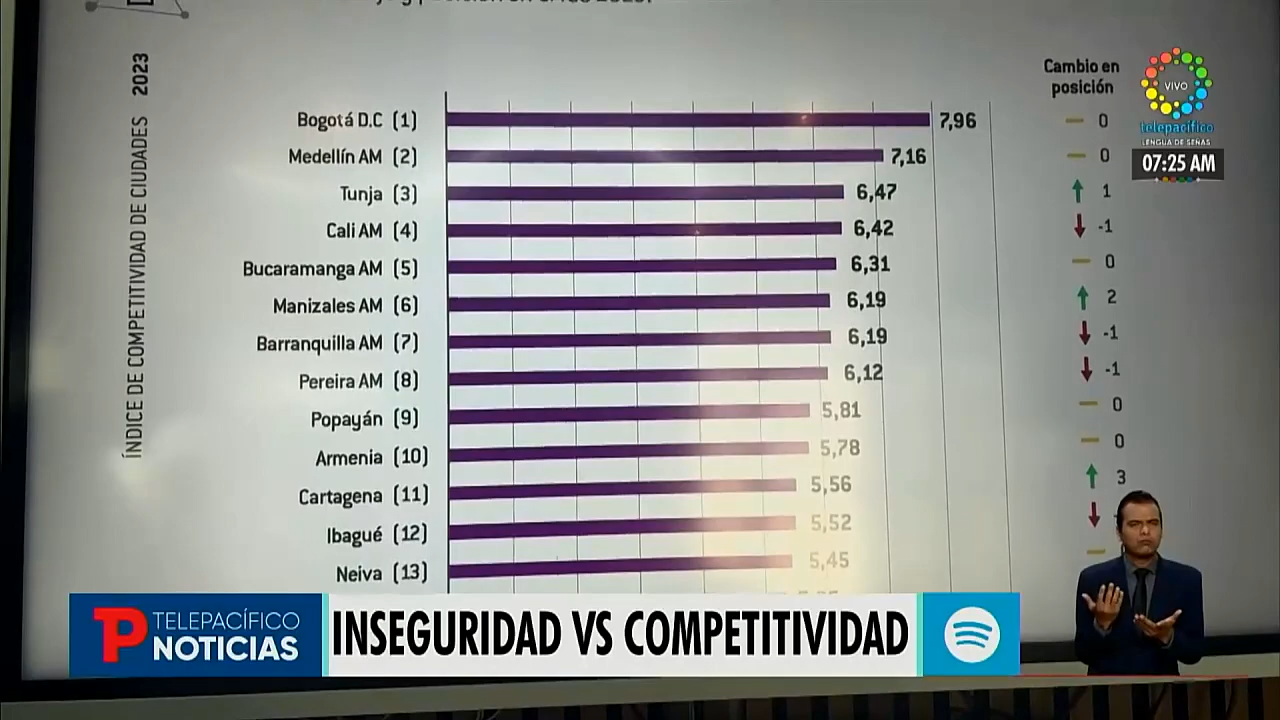 ÍNDICE DE COMPETITIVIDAD DE CIUDADES 2023
Cambio en
posición
VIVO
telepacífico
LENGUA DE SEÑAS
07:25 AM
Bogotá D.C (1) 7,96 0
Medellín AM (2) 7,16 0
Tunja (3) 6,47 1
Cali AM (4) 6,42 -1
Bucaramanga AM (5) 6,31 0
Manizales AM (6) 6,19 2
Barranquilla AM (7) 6,19 -1
Pereira AM (8) 6,12 -1
Popayán (9) 5,81 0
Armenia (10) 5,78 0
Cartagena (11) 5,56 3
Ibagué (12) 5,52
Neiva (13) 5,45
TELEPACÍFICO
NOTICIAS
INSEGURIDAD VS COMPETITIVIDAD